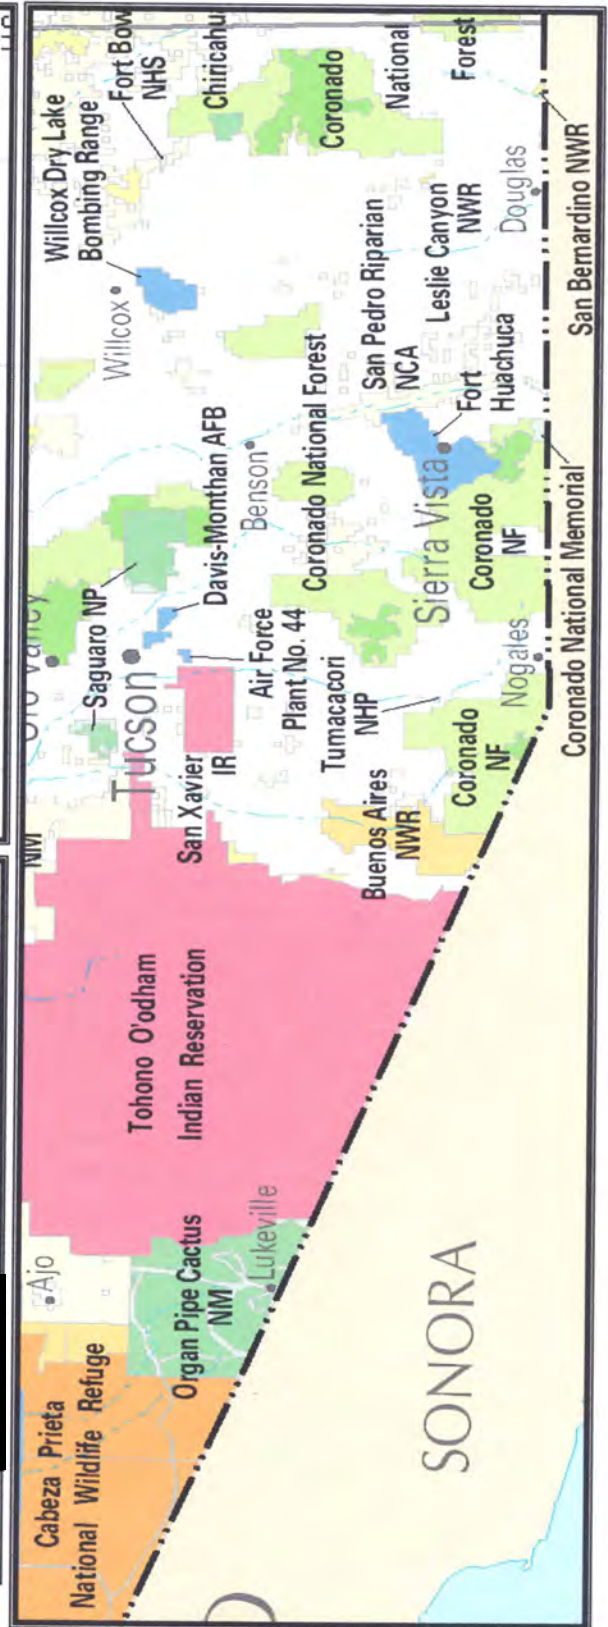 Cabeza Prieta
National Wildlife Refuge
Ajo
Organ Pipe Cactus
NM
Lukeville
Tohono O'odham
Indian Reservation
SONORA
NM
San Xavier
IR
Tucson
Saguaro NP
Valley
Davis-Monthan AFB
Air Force
Plant No. 44
Tumacacori
NHP
Buenos Aires
NWR
Coronado
NF
Nogales
Coronado National Memorial
Benson
Coronado National Forest
Sierra Vista
Coronado
NF
Fort
Huachuca
San Pedro Riparian
NCA
Leslie Canyon
NWR
Willcox
Willcox Dry Lake
Bombing Range
Fort Bow
NHS
Chiricahu
Coronado
National
Forest
Douglas
San Bernardino NWR